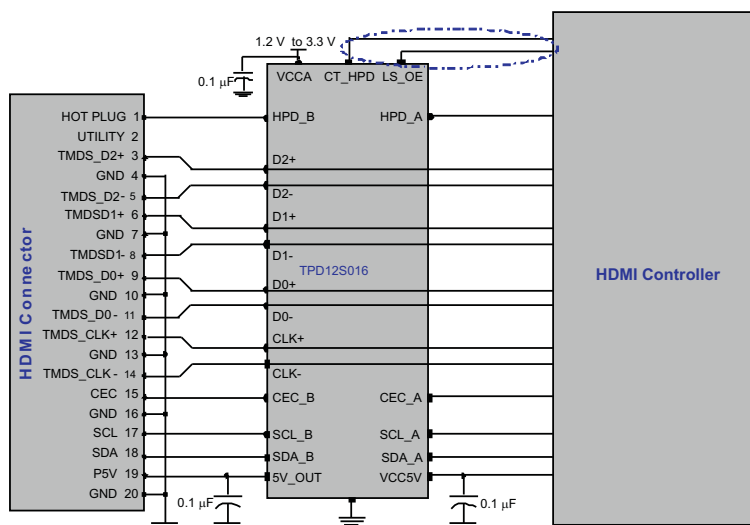 1.2 V to 3.3 V
0.1 µF
VCCA CT_HPD LS_OE
HOT PLUG 1
UTILITY 2
TMDS_D2+ 3
GND 4
TMDS_D2- 5
TMDSD1+ 6
GND 7
TMDSD1- 8
TMDS_D0+ 9
GND 10
TMDS_D0- 11
TMDS_CLK+ 12
GND 13
TMDS_CLK- 14
CEC 15
GND 16
SCL 17
SDA 18
P5V 19
GND 20
HDMI Connector
HPD_B HPD_A
D2+
D2-
D1+
D1-
TPD12S016
D0+
D0-
CLK+
CLK-
CEC_B CEC_A
SCL_B SCL_A
SDA_B SDA_A
5V_OUT VCC5V
0.1 µF
0.1 µF
HDMI Controller